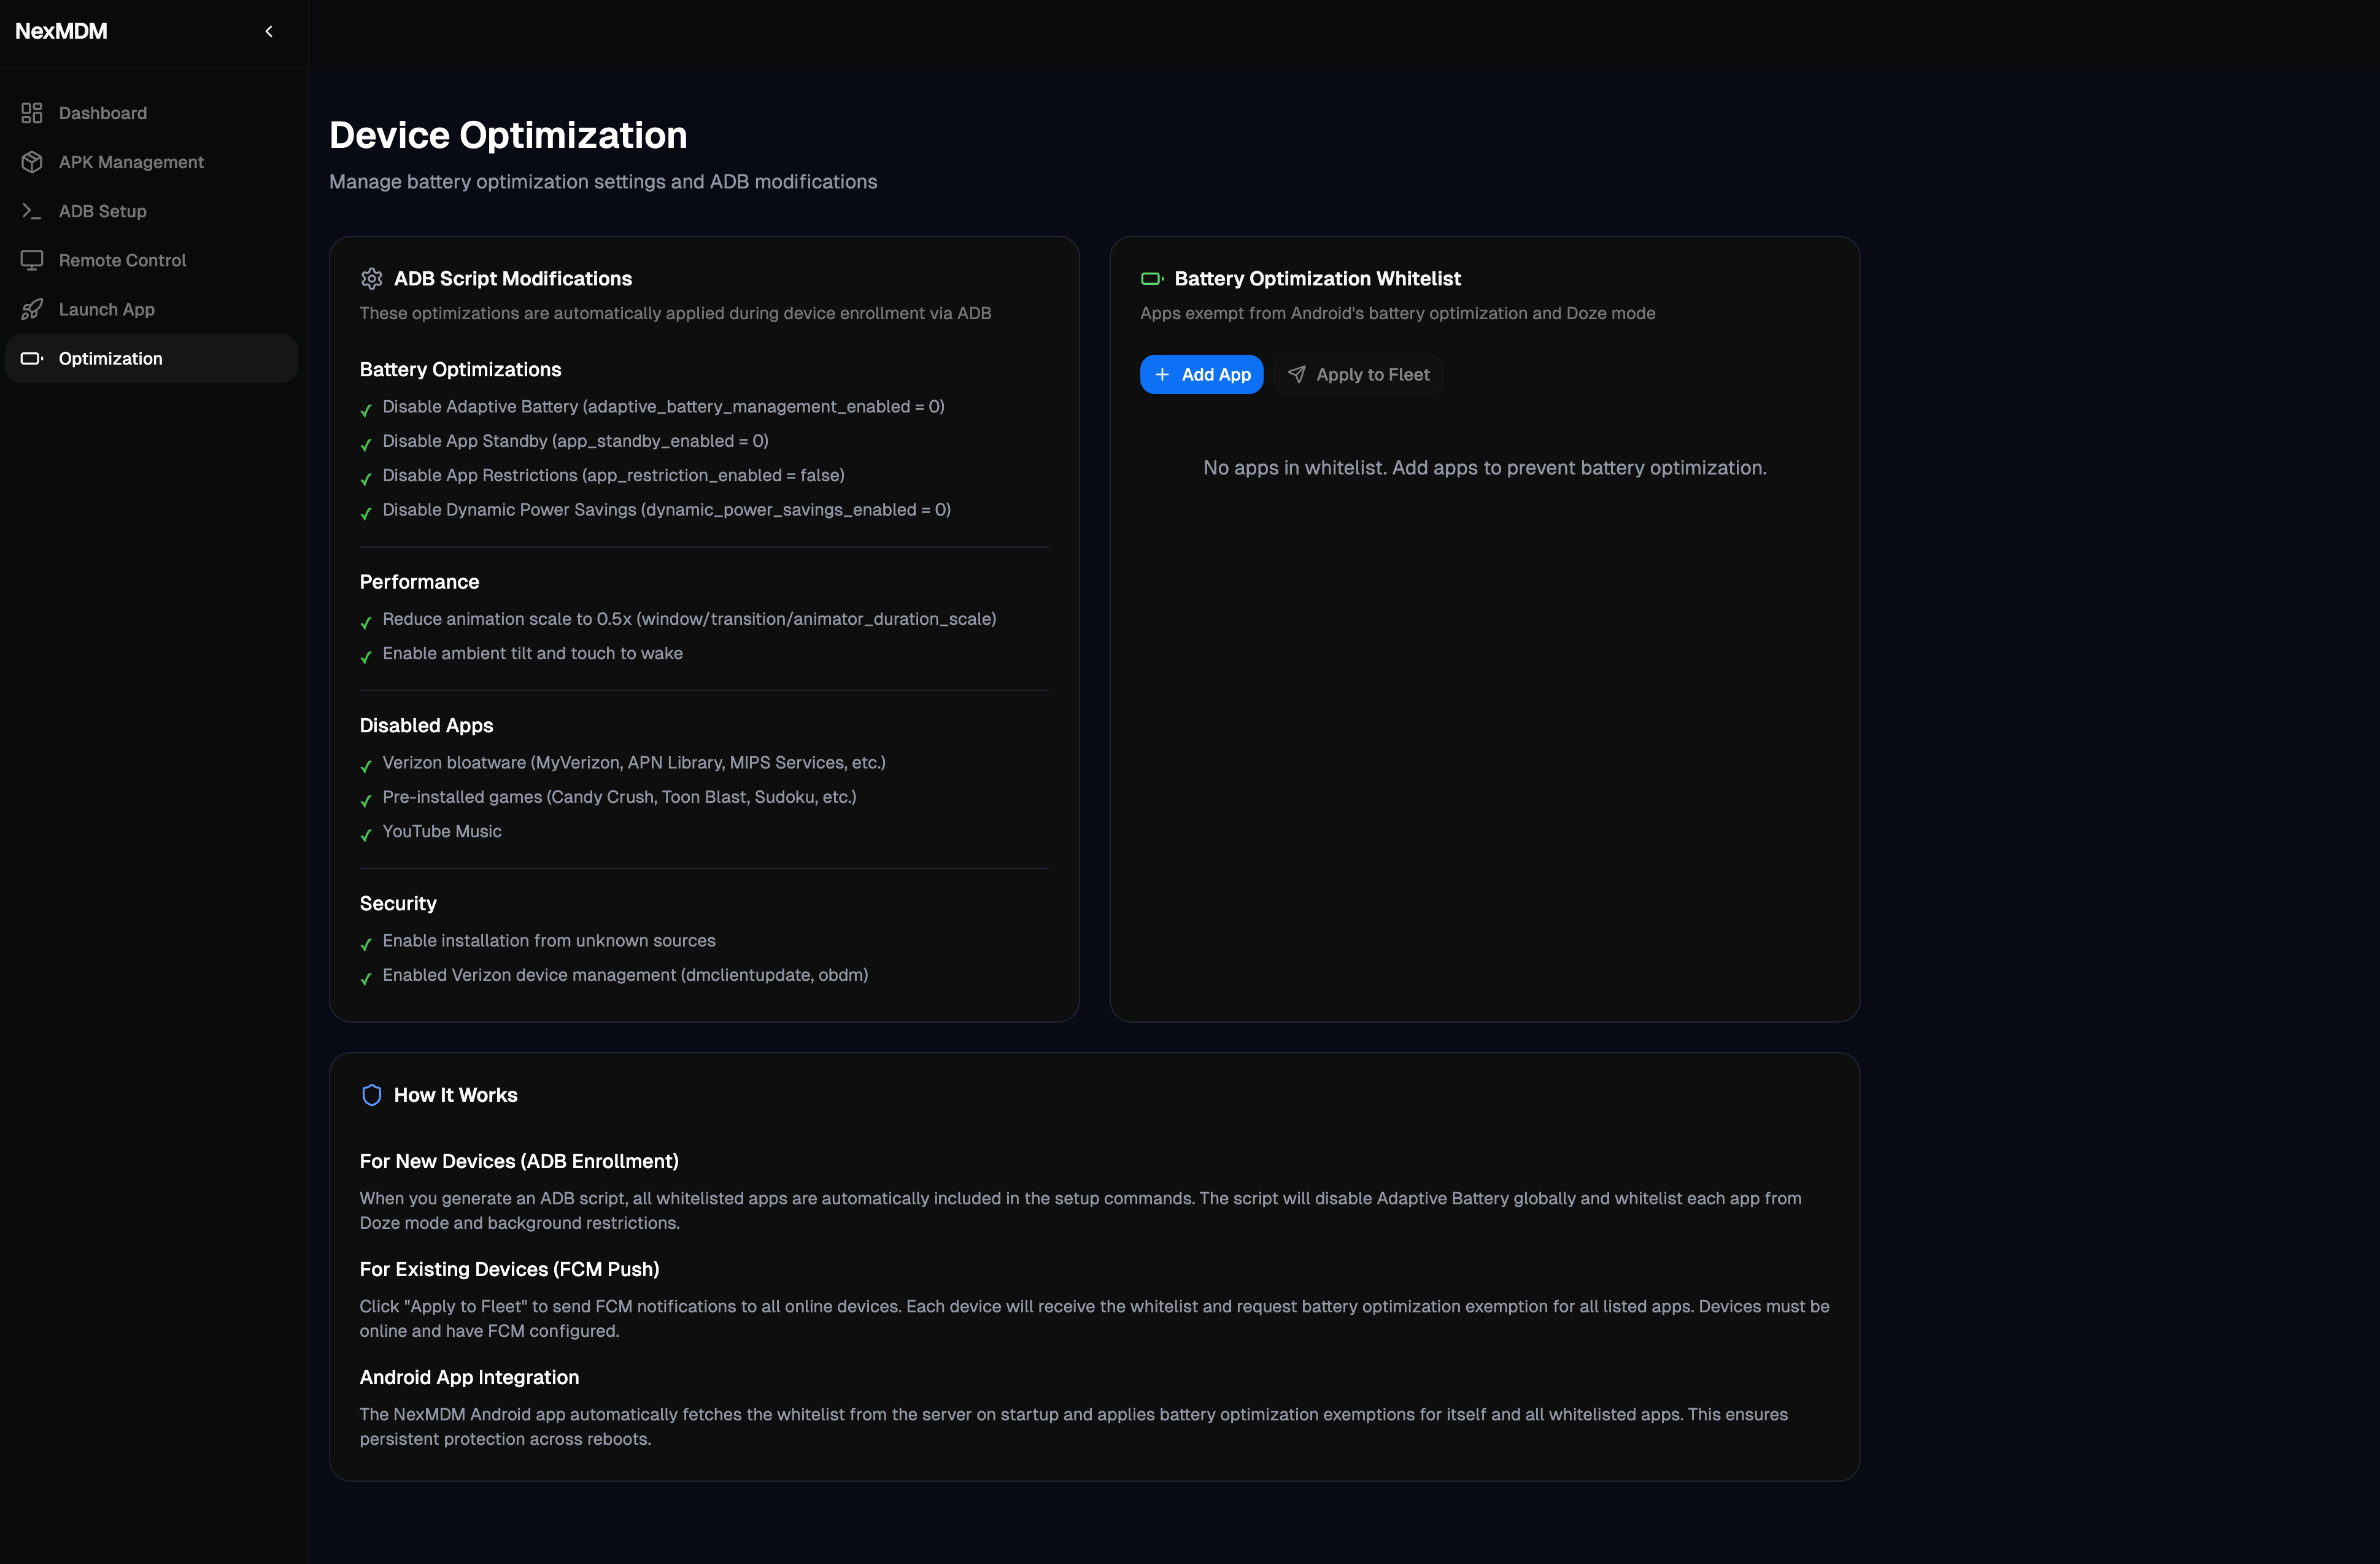 NexMDM
Dashboard
APK Management
ADB Setup
Remote Control
Launch App
Optimization
Device Optimization
Manage battery optimization settings and ADB modifications
ADB Script Modifications
These optimizations are automatically applied during device enrollment via ADB
Battery Optimizations
✓ Disable Adaptive Battery (adaptive_battery_management_enabled = 0)
✓ Disable App Standby (app_standby_enabled = 0)
✓ Disable App Restrictions (app_restriction_enabled = false)
✓ Disable Dynamic Power Savings (dynamic_power_savings_enabled = 0)
Performance
✓ Reduce animation scale to 0.5x (window/transition/animator_duration_scale)
✓ Enable ambient tilt and touch to wake
Disabled Apps
✓ Verizon bloatware (MyVerizon, APN Library, MIPS Services, etc.)
✓ Pre-installed games (Candy Crush, Toon Blast, Sudoku, etc.)
✓ YouTube Music
Security
✓ Enable installation from unknown sources
✓ Enabled Verizon device management (dmclientupdate, obdm)
Battery Optimization Whitelist
Apps exempt from Android's battery optimization and Doze mode
+ Add App
Apply to Fleet
No apps in whitelist. Add apps to prevent battery optimization.
How It Works
For New Devices (ADB Enrollment)
When you generate an ADB script, all whitelisted apps are automatically included in the setup commands. The script will disable Adaptive Battery globally and whitelist each app from
Doze mode and background restrictions.
For Existing Devices (FCM Push)
Click "Apply to Fleet" to send FCM notifications to all online devices. Each device will receive the whitelist and request battery optimization exemption for all listed apps. Devices must be
online and have FCM configured.
Android App Integration
The NexMDM Android app automatically fetches the whitelist from the server on startup and applies battery optimization exemptions for itself and all whitelisted apps. This ensures
persistent protection across reboots.